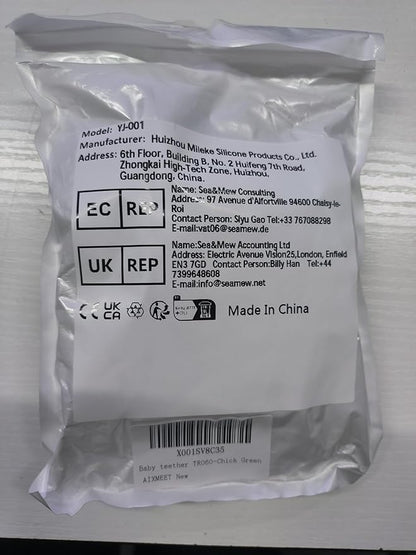 Model: YJ-001
Manufacturer: Huizhou Mileke Silicone Products Co., Ltd.
Address: 6th Floor, Building B, No. 2 Huifeng 7th Road,
Zhongkai High-Tech Zone, Huizhou,
Guangdong, China.
EC REP
Name: Sea&Mew Consulting
Address: 97 Avenue d'Alfortville 94600 Choisy-le-
Roi
Contact Person: Siyu Gao Tel:+33 767088298
E-mail:vat06@seamew.de
UK REP
Name:Sea&Mew Accounting Ltd
Address: Electric Avenue Vision25,London, Enfield
EN3 7GD Contact Person:Billy Han Tel:+44
7399648608
E-mail:info@seamew.net
CE UK CA
Made In China
X001SV8C35
Baby teether TR060-Chick Green
AIXMEET New